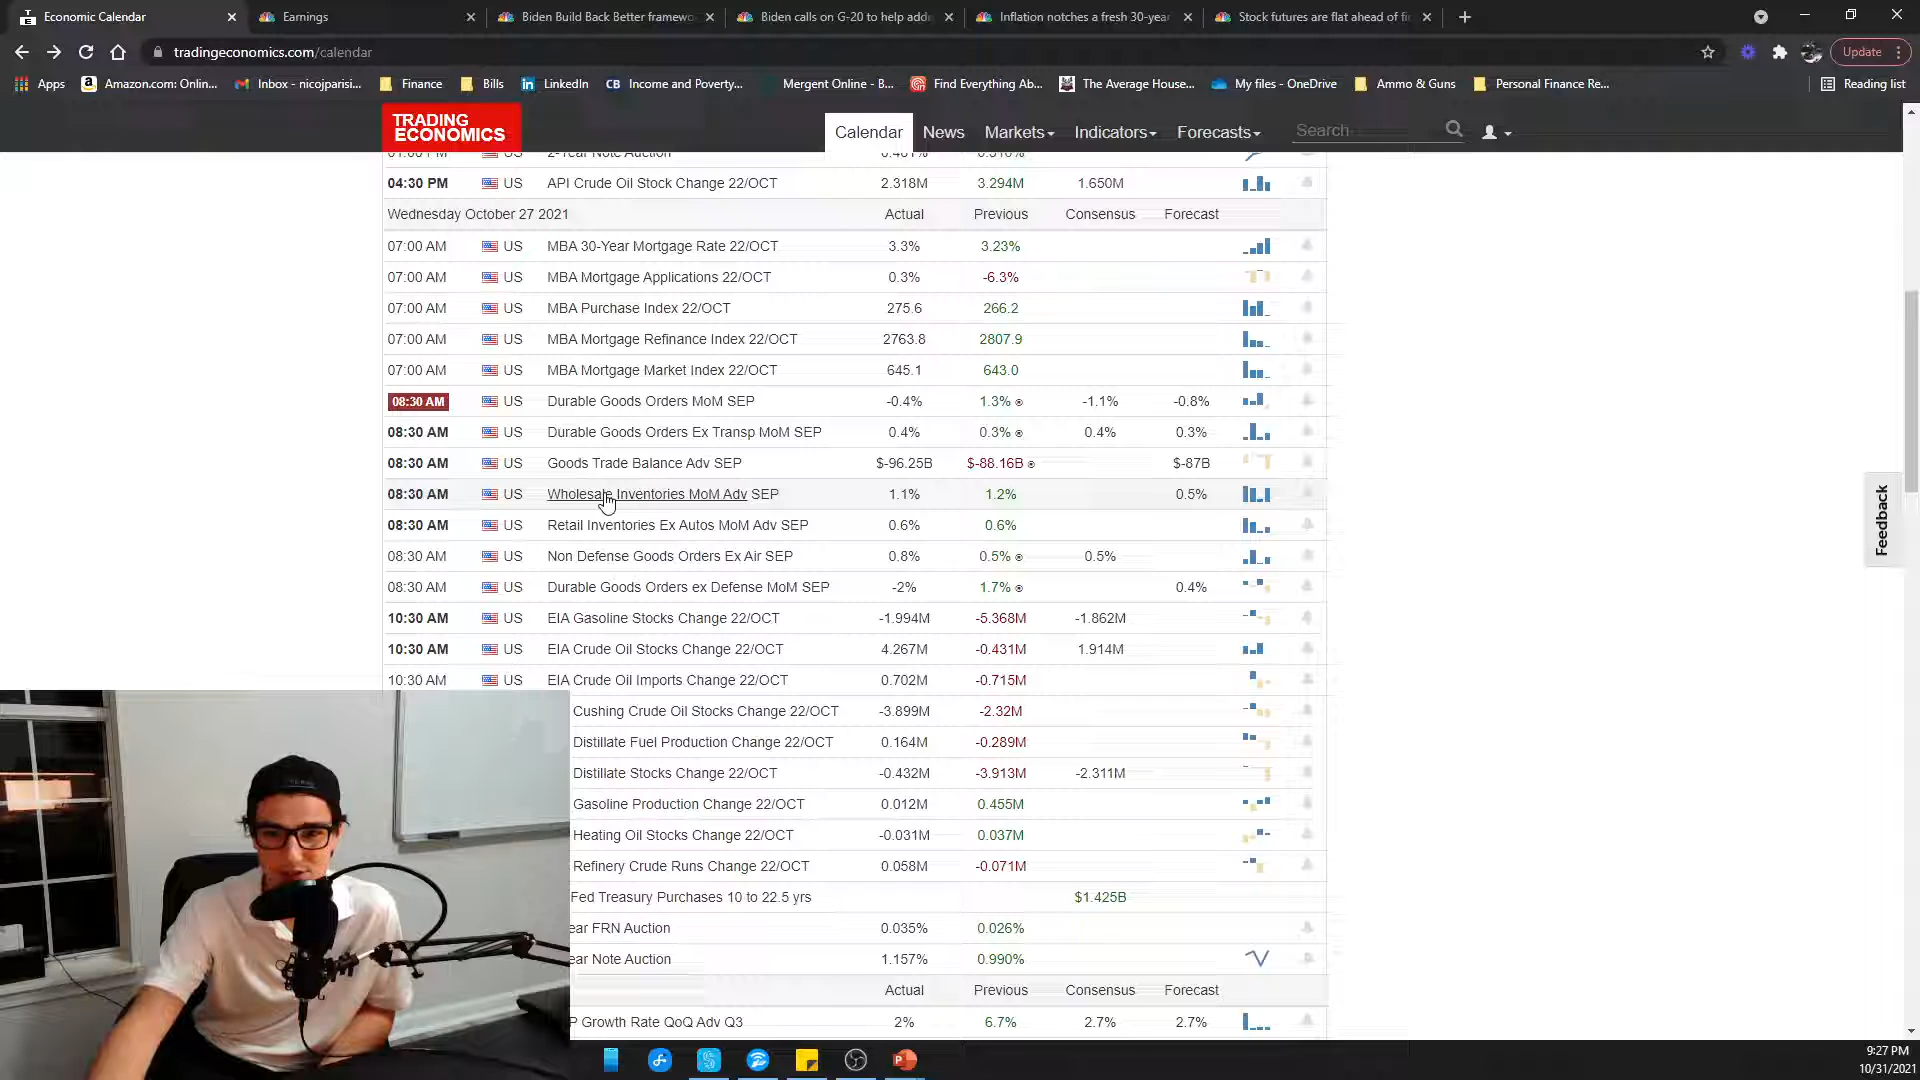 Economic Calendar
Earnings
Biden Build Back Better framewo
Biden calls on G-20 to help addr
Inflation notches a fresh 30-year
Stock futures are flat ahead of fi
tradingeconomics.com/calendar
Update
Apps
Amazon.com: Onlin...
Inbox - nicojparisi...
Finance
Bills
LinkedIn
CB Income and Poverty...
Mergent Online - B...
Find Everything Ab...
The Average House...
My files - OneDrive
Ammo & Guns
Personal Finance Re...
Reading list
TRADING
ECONOMICS
Calendar News Markets Indicators Forecasts Search
01:00 PM 2-Year Note Auction 0.481% 0.310%
04:30 PM US API Crude Oil Stock Change 22/OCT 2.318M 3.294M 1.650M
Wednesday October 27 2021 Actual Previous Consensus Forecast
07:00 AM US MBA 30-Year Mortgage Rate 22/OCT 3.3% 3.23%
07:00 AM US MBA Mortgage Applications 22/OCT 0.3% -6.3%
07:00 AM US MBA Purchase Index 22/OCT 275.6 266.2
07:00 AM US MBA Mortgage Refinance Index 22/OCT 2763.8 2807.9
07:00 AM US MBA Mortgage Market Index 22/OCT 645.1 643.0
08:30 AM US Durable Goods Orders MoM SEP -0.4% 1.3% -1.1% -0.8%
08:30 AM US Durable Goods Orders Ex Transp MoM SEP 0.4% 0.3% 0.4% 0.3%
08:30 AM US Goods Trade Balance Adv SEP $-96.25B $-88.16B $-87B
08:30 AM US Wholesale Inventories MoM Adv SEP 1.1% 1.2% 0.5%
08:30 AM US Retail Inventories Ex Autos MoM Adv SEP 0.6% 0.6%
08:30 AM US Non Defense Goods Orders Ex Air SEP 0.8% 0.5% 0.5%
08:30 AM US Durable Goods Orders ex Defense MoM SEP -2% 1.7% 0.4%
10:30 AM US EIA Gasoline Stocks Change 22/OCT -1.994M -5.368M -1.862M
10:30 AM US EIA Crude Oil Stocks Change 22/OCT 4.267M -0.431M 1.914M
10:30 AM US EIA Crude Oil Imports Change 22/OCT 0.702M -0.715M
Cushing Crude Oil Stocks Change 22/OCT -3.899M -2.32M
Distillate Fuel Production Change 22/OCT 0.164M -0.289M
Distillate Stocks Change 22/OCT -0.432M -3.913M -2.311M
Gasoline Production Change 22/OCT 0.012M 0.455M
Heating Oil Stocks Change 22/OCT -0.031M 0.037M
Refinery Crude Runs Change 22/OCT 0.058M -0.071M
Fed Treasury Purchases 10 to 22.5 yrs $1.425B
ear FRN Auction 0.035% 0.026%
ear Note Auction 1.157% 0.990%
Actual Previous Consensus Forecast
P Growth Rate QoQ Adv Q3 2% 6.7% 2.7% 2.7%
Feedback
9:27 PM
10/31/2021